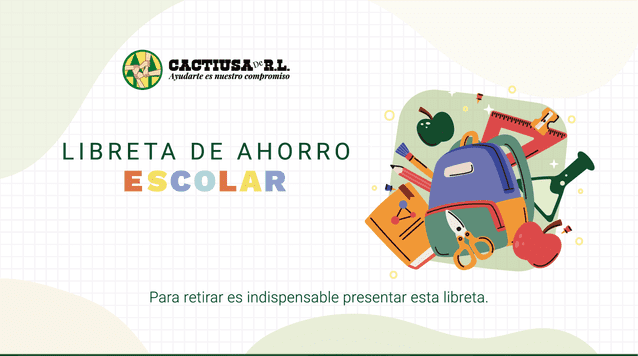 CACTIUSA De R.L.
Ayudarte es nuestro compromiso
LIBRETA DE AHORRO
ESCOLAR
Para retirar es indispensable presentar esta libreta.